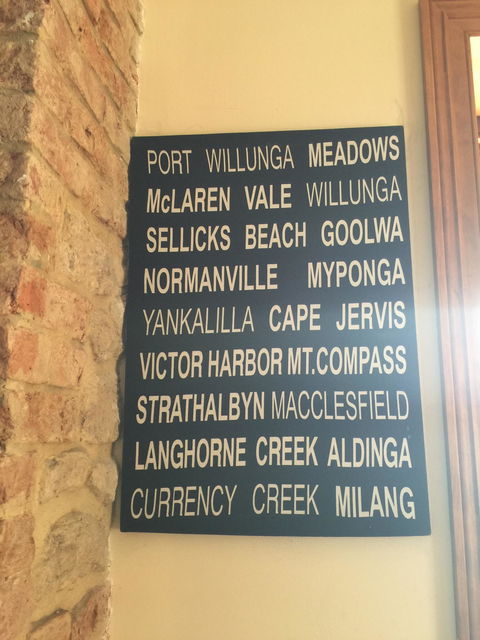 PORT WILLUNGA MEADOWS
McLAREN VALE WILLUNGA
SELLICKS BEACH GOOLWA
NORMANVILLE MYPONGA
YANKALILLA CAPE JERVIS
VICTOR HARBOR MT.COMPASS
STRATHALBYN MACCLESFIELD
LANGHORNE CREEK ALDINGA
CURRENCY CREEK MILANG